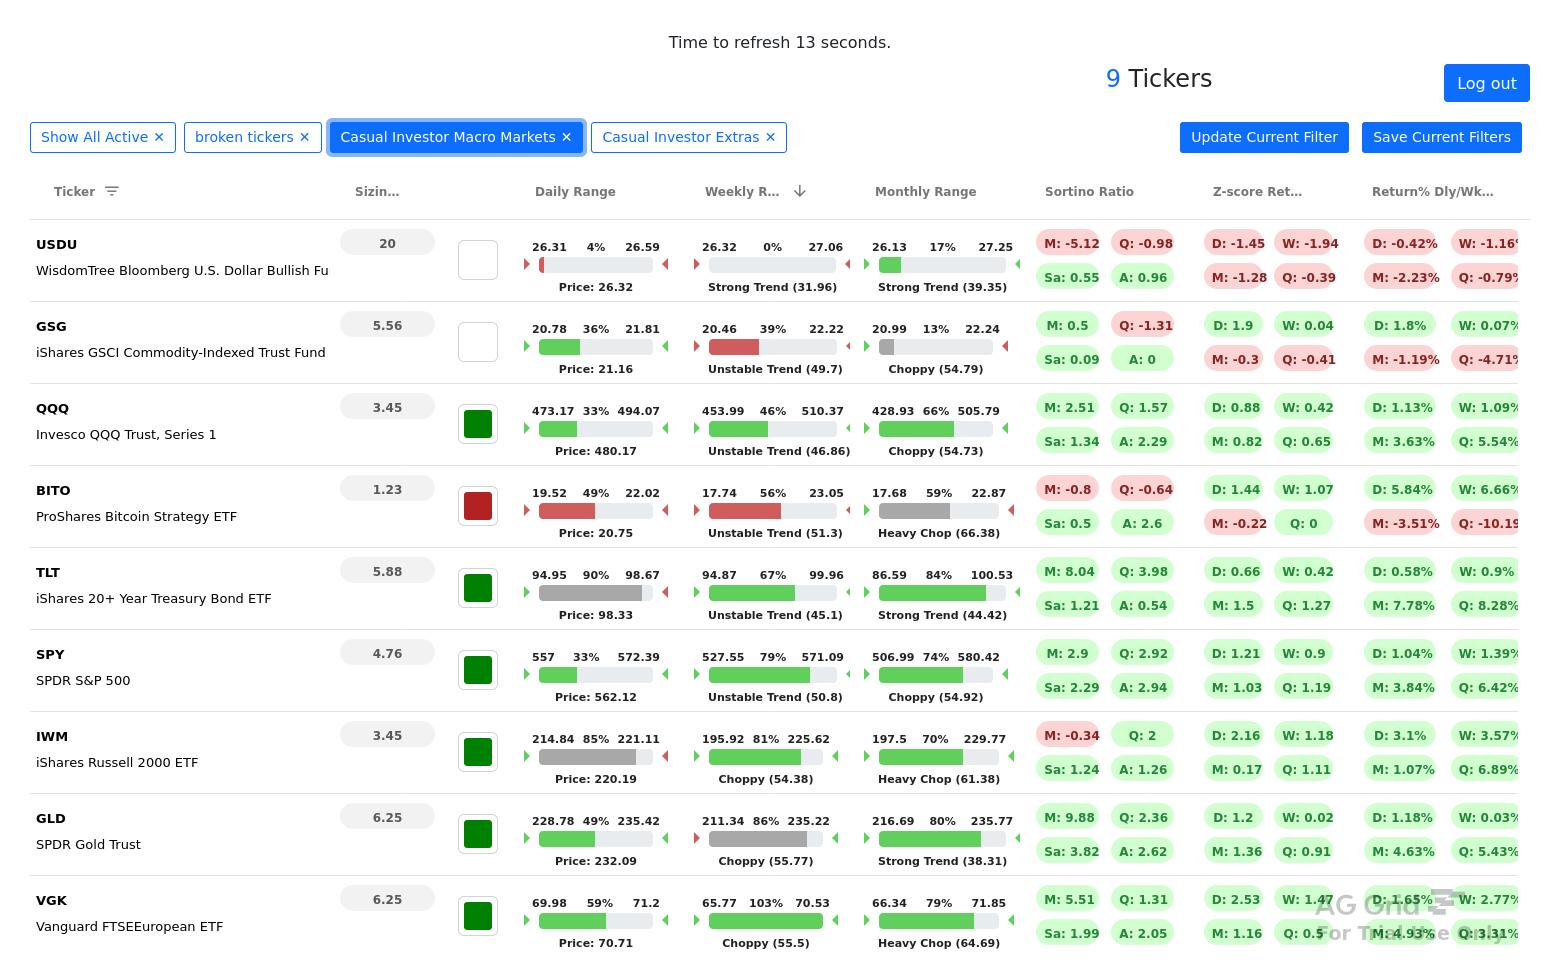 Time to refresh 13 seconds.
9 Tickers
Log out
Show All Active ✕ broken tickers ✕ Casual Investor Macro Markets ✕ Casual Investor Extras ✕ Update Current Filter Save Current Filters
Ticker Sizin... Daily Range Weekly R... Monthly Range Sortino Ratio Z-score Ret... Return% Dly/Wk...
USDU 20 26.31 4% 26.59 26.32 0% 27.06 26.13 17% 27.25 M: -5.12 Q: -0.98 D: -1.45 W: -1.94 D: -0.42% W: -1.16%
WisdomTree Bloomberg U.S. Dollar Bullish Fu Sa: 0.55 A: 0.96 M: -1.28 Q: -0.39 M: -2.23% Q: -0.79%
Price: 26.32 Strong Trend (31.96) Strong Trend (39.35)
GSG 5.56 20.78 36% 21.81 20.46 39% 22.22 20.99 13% 22.24 M: 0.5 Q: -1.31 D: 1.9 W: 0.04 D: 1.8% W: 0.07%
iShares GSCI Commodity-Indexed Trust Fund Sa: 0.09 A: 0 M: -0.3 Q: -0.41 M: -1.19% Q: -4.71%
Price: 21.16 Unstable Trend (49.7) Choppy (54.79)
QQQ 3.45 473.17 33% 494.07 453.99 46% 510.37 428.93 66% 505.79 M: 2.51 Q: 1.57 D: 0.88 W: 0.42 D: 1.13% W: 1.09%
Invesco QQQ Trust, Series 1 Sa: 1.34 A: 2.29 M: 0.82 Q: 0.65 M: 3.63% Q: 5.54%
Price: 480.17 Unstable Trend (46.86) Choppy (54.73)
BITO 1.23 19.52 49% 22.02 17.74 56% 23.05 17.68 59% 22.87 M: -0.8 Q: -0.64 D: 1.44 W: 1.07 D: 5.84% W: 6.66%
ProShares Bitcoin Strategy ETF Sa: 0.5 A: 2.6 M: -0.22 Q: 0 M: -3.51% Q: -10.19
Price: 20.75 Unstable Trend (51.3) Heavy Chop (66.38)
TLT 5.88 94.95 90% 98.67 94.87 67% 99.96 86.59 84% 100.53 M: 8.04 Q: 3.98 D: 0.66 W: 0.42 D: 0.58% W: 0.9%
iShares 20+ Year Treasury Bond ETF Sa: 1.21 A: 0.54 M: 1.5 Q: 1.27 M: 7.78% Q: 8.28%
Price: 98.33 Unstable Trend (45.1) Strong Trend (44.42)
SPY 4.76 557 33% 572.39 527.55 79% 571.09 506.99 74% 580.42 M: 2.9 Q: 2.92 D: 1.21 W: 0.9 D: 1.04% W: 1.39%
SPDR S&P 500 Sa: 2.29 A: 2.94 M: 1.03 Q: 1.19 M: 3.84% Q: 6.42%
Price: 562.12 Unstable Trend (50.8) Choppy (54.92)
IWM 3.45 214.84 85% 221.11 195.92 81% 225.62 197.5 70% 229.77 M: -0.34 Q: 2 D: 2.16 W: 1.18 D: 3.1% W: 3.57%
iShares Russell 2000 ETF Sa: 1.24 A: 1.26 M: 0.17 Q: 1.11 M: 1.07% Q: 6.89%
Price: 220.19 Choppy (54.38) Heavy Chop (61.38)
GLD 6.25 228.78 49% 235.42 211.34 86% 235.22 216.69 80% 235.77 M: 9.88 Q: 2.36 D: 1.2 W: 0.02 D: 1.18% W: 0.03%
SPDR Gold Trust Sa: 3.82 A: 2.62 M: 1.36 Q: 0.91 M: 4.63% Q: 5.43%
Price: 232.09 Choppy (55.77) Strong Trend (38.31)
VGK 6.25 69.98 59% 71.2 65.77 103% 70.53 66.34 79% 71.85 M: 5.51 Q: 1.31 D: 2.53 W: 1.47 D: 1.65% W: 2.77%
AG Grid
Vanguard FTSEEuropean ETF Sa: 1.99 A: 2.05 M: 1.16 Q: 0.5 M: 4.93% Q: 3.31%
For Trial Use Only
Price: 70.71 Choppy (55.5) Heavy Chop (64.69)